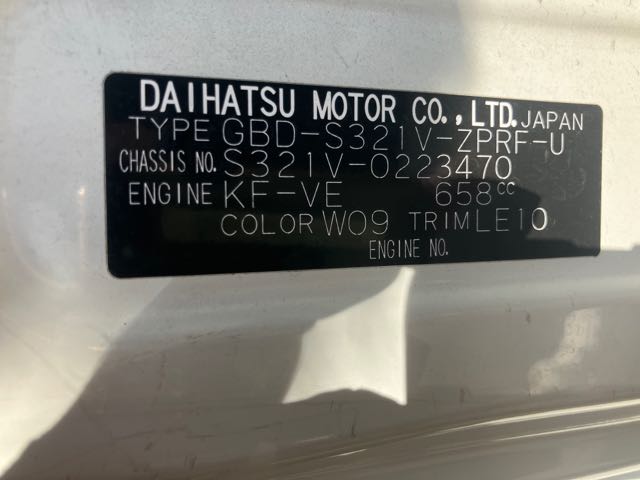 DAIHATSU MOTOR CO.,LTD. JAPAN
TYPE GBD-S321V-ZPRF-U
CHASSIS NO. S321V-0223470
ENGINE KF-VE 658cc
COLOR W09 TRIM LE10
ENGINE NO.